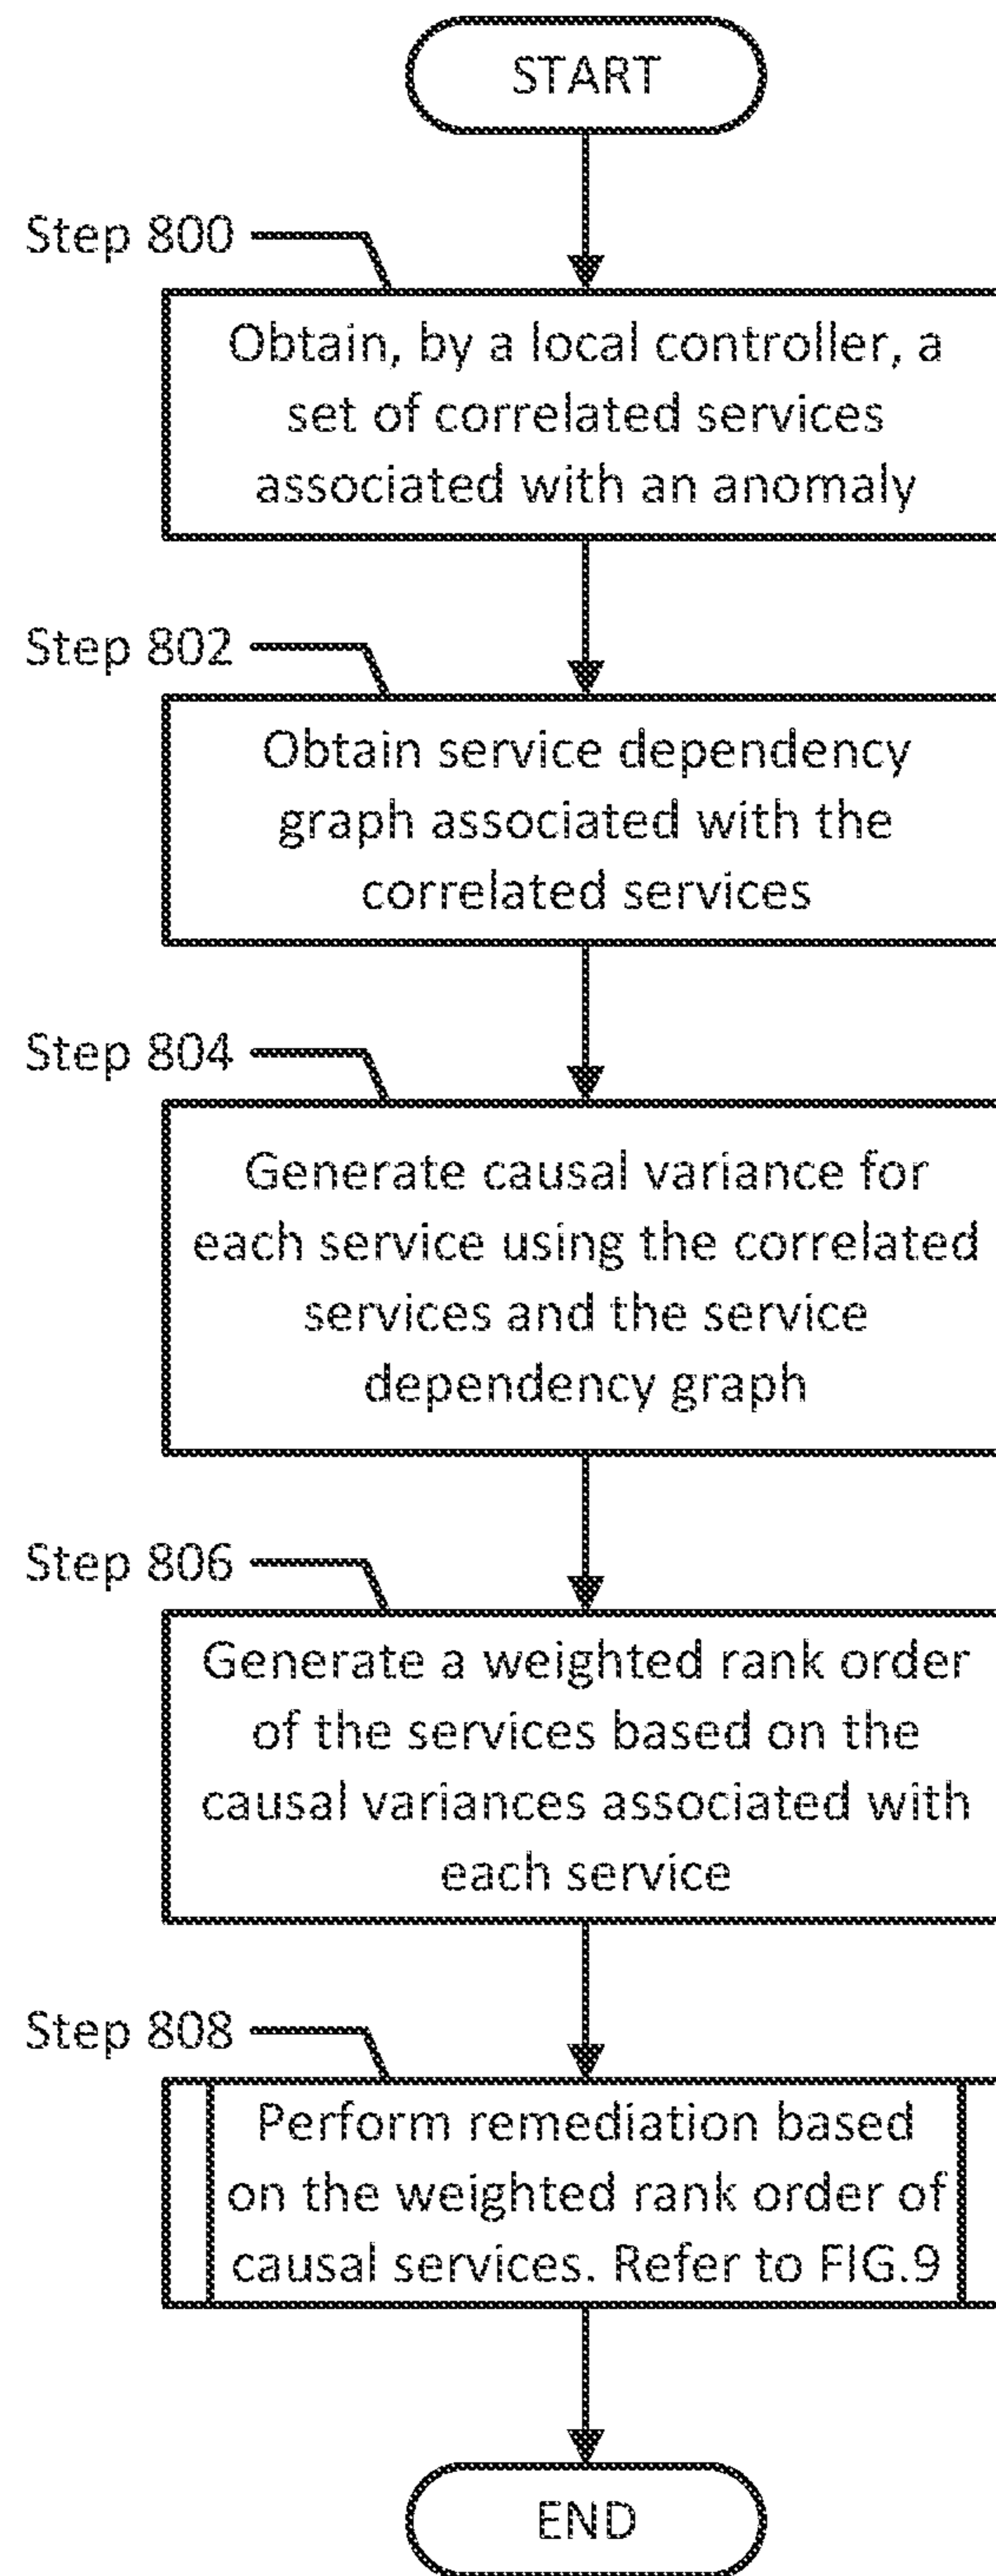 START
Step 800
Obtain, by a local controller, a
set of correlated services
associated with an anomaly
Step 802
Obtain service dependency
graph associated with the
correlated services
Step 804
Generate causal variance for
each service using the correlated
services and the service
dependency graph
Step 806
Generate a weighted rank order
of the services based on the
causal variances associated with
each service
Step 808
Perform remediation based
on the weighted rank order of
causal services. Refer to FIG.9
END